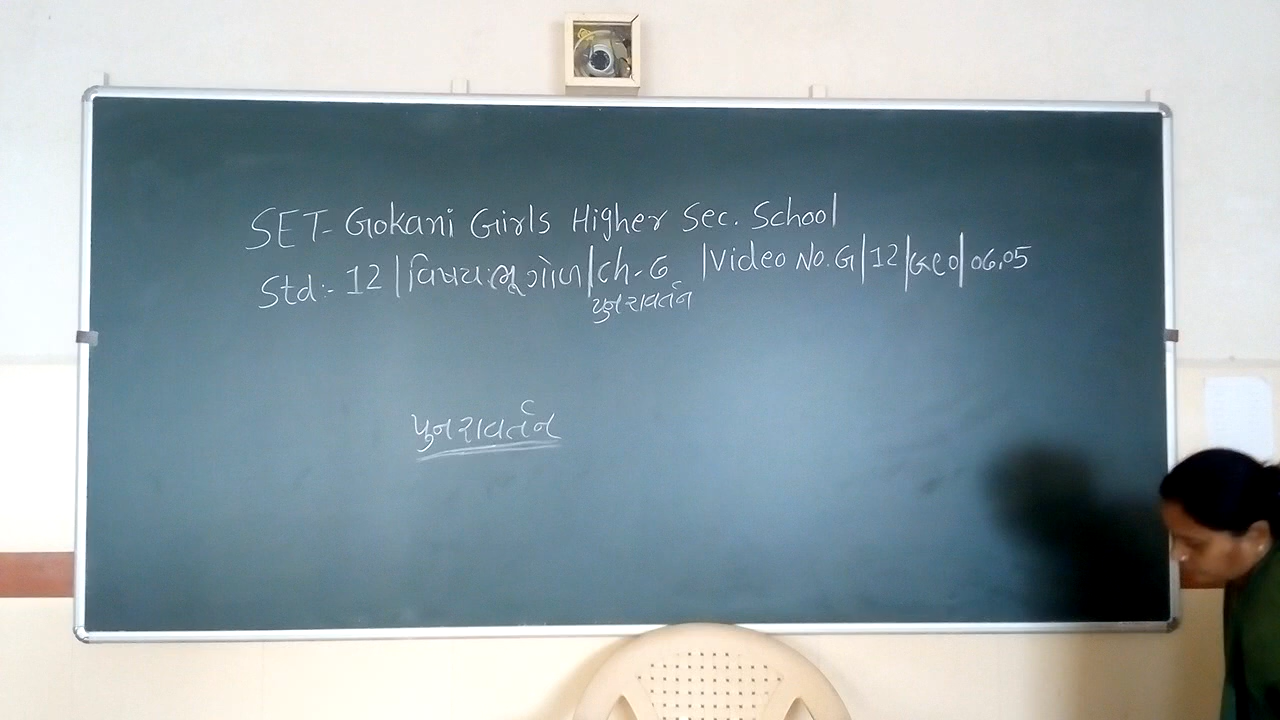 SET- Gokani Girls Higher Sec. School
Std:- 12 | વિષયઃભૂગોળ | Ch-6 | Video No. G | 12 | Geo | 06.05
પુનરાવર્તન
પુનરાવર્તન